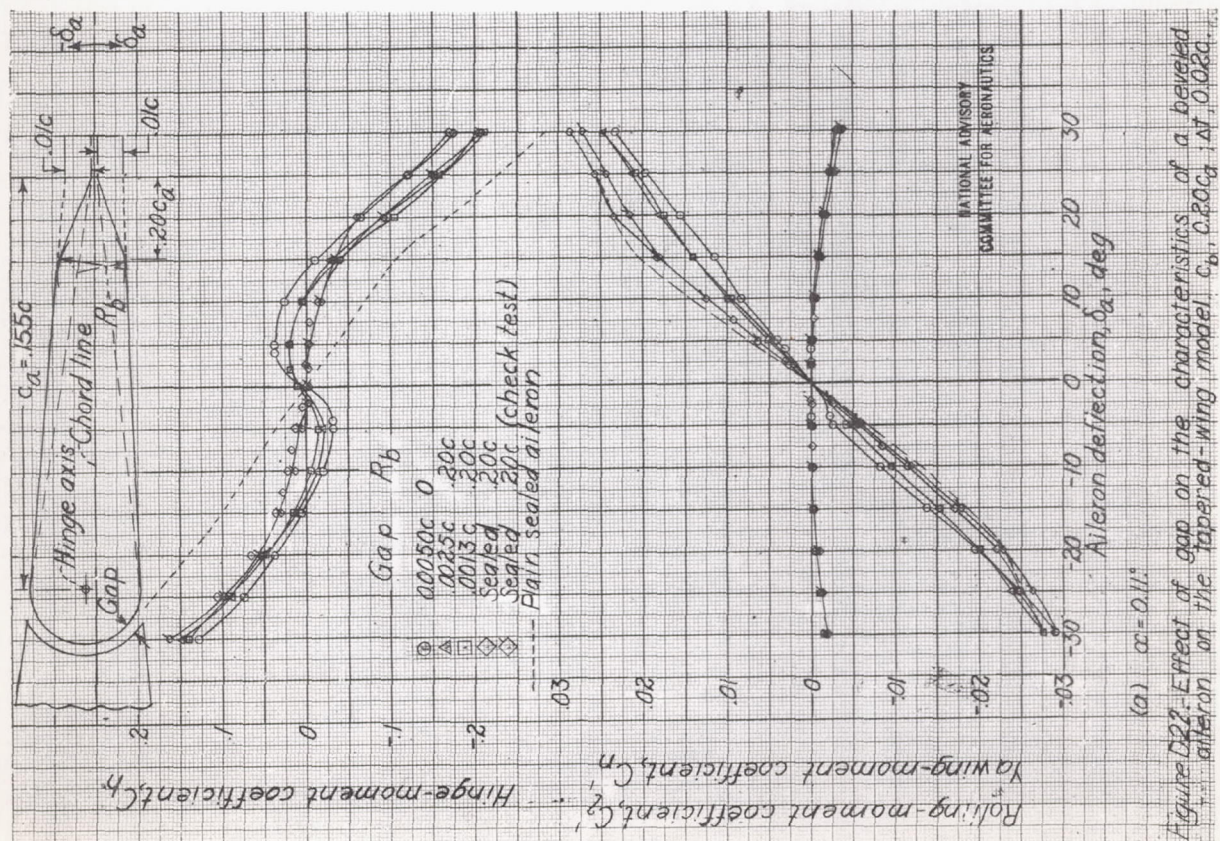 c_a = .155c
.01c
δ_a
δ_a
Hinge axis
Chord line
Gap
R_b
.20c_a
.01c
.2
.1
0
-.1
-.2
Hinge-moment coefficient, C_h
Gap R_b
0.0050c 0
.0025c .20c
.0013c .20c
Sealed .20c
Sealed .20c (check test)
Plain sealed aileron
.03
.02
.01
0
-.01
-.02
-.03
Rolling-moment coefficient, C_l'
Yawing-moment coefficient, C_n'
NATIONAL ADVISORY
COMMITTEE FOR AERONAUTICS
-30 -20 -10 0 10 20 30
Aileron deflection, δ_a, deg
(a) α = 0.11°
Figure D22.-Effect of gap on the characteristics of a beveled
aileron on the tapered-wing model. c_b, 0.20c_a; Δt, 0.02c.